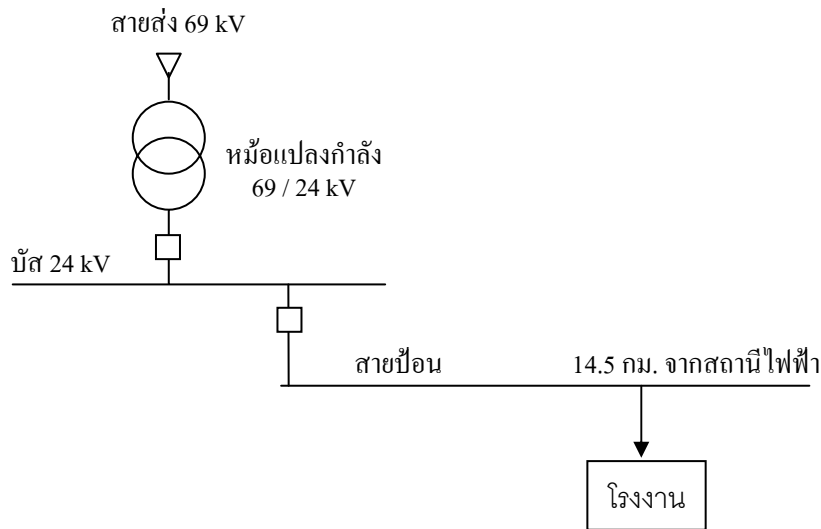 สายส่ง 69 kV
หม้อแปลงกำลัง
69 / 24 kV
บัส 24 kV
สายป้อน
14.5 กม. จากสถานีไฟฟ้า
โรงงาน